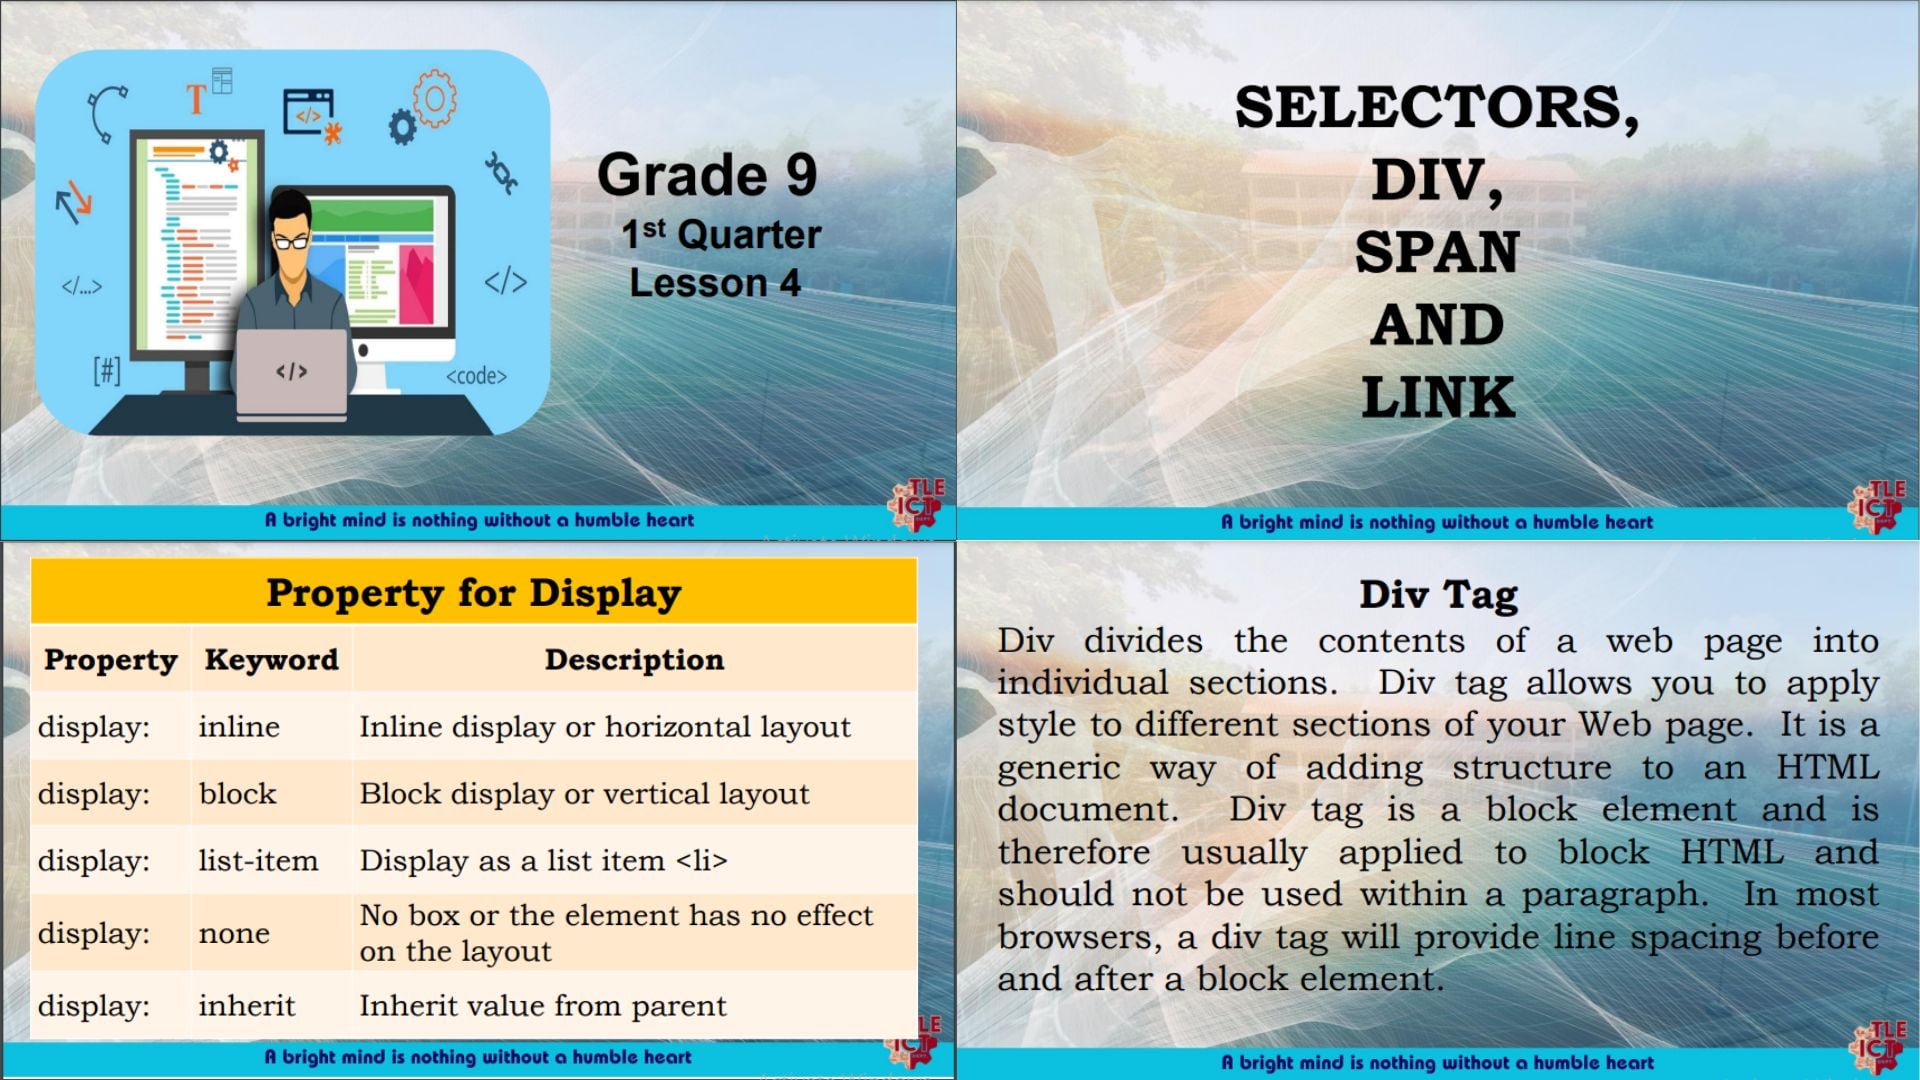 T
</>
</...>
</>
[#]
</>
<code>
Grade 9
1st Quarter
Lesson 4
TLE
ICT
A bright mind is nothing without a humble heart
SELECTORS,
DIV,
SPAN
AND
LINK
TLE
ICT
A bright mind is nothing without a humble heart
Property for Display
Property Keyword Description
display: inline Inline display or horizontal layout
display: block Block display or vertical layout
display: list-item Display as a list item <li>
display: none No box or the element has no effect
on the layout
display: inherit Inherit value from parent
LE
ICT
A bright mind is nothing without a humble heart
Div Tag
Div divides the contents of a web page into
individual sections. Div tag allows you to apply
style to different sections of your Web page. It is a
generic way of adding structure to an HTML
document. Div tag is a block element and is
therefore usually applied to block HTML and
should not be used within a paragraph. In most
browsers, a div tag will provide line spacing before
and after a block element.
TLE
ICT
A bright mind is nothing without a humble heart